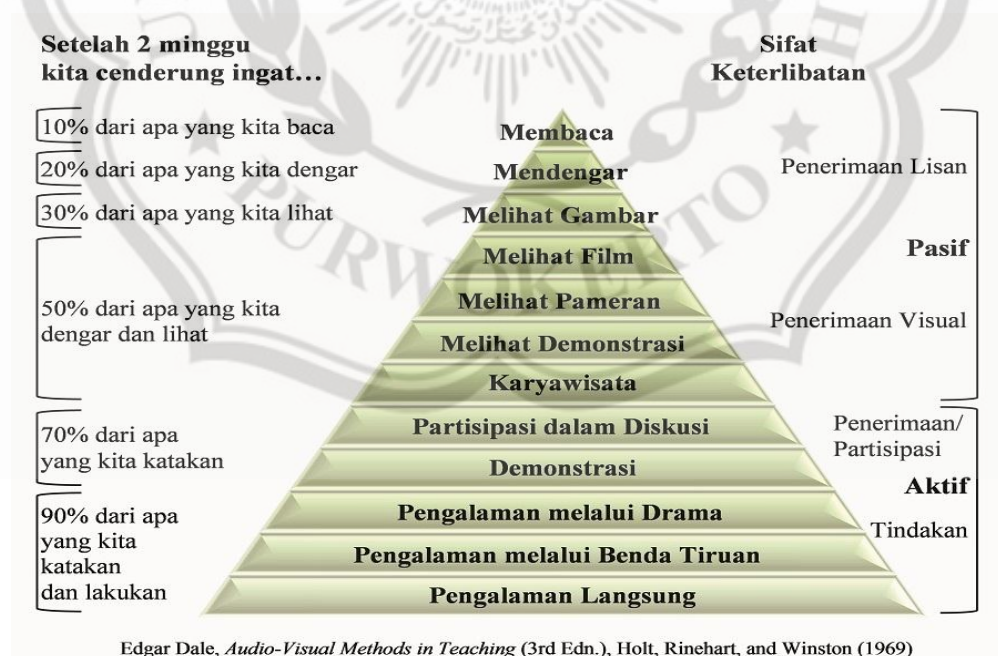 Setelah 2 minggu
kita cenderung ingat...
Sifat
Keterlibatan
10% dari apa yang kita baca
20% dari apa yang kita dengar
30% dari apa yang kita lihat
50% dari apa yang kita
dengar dan lihat
70% dari apa
yang kita katakan
90% dari apa
yang kita
katakan
dan lakukan
Membaca
Mendengar
Melihat Gambar
Melihat Film
Melihat Pameran
Melihat Demonstrasi
Karyawisata
Partisipasi dalam Diskusi
Demonstrasi
Pengalaman melalui Drama
Pengalaman melalui Benda Tiruan
Pengalaman Langsung
Penerimaan Lisan
Pasif
Penerimaan Visual
Penerimaan/
Partisipasi
Aktif
Tindakan
PURWOKERTO
Edgar Dale, Audio-Visual Methods in Teaching (3rd Edn.), Holt, Rinehart, and Winston (1969)